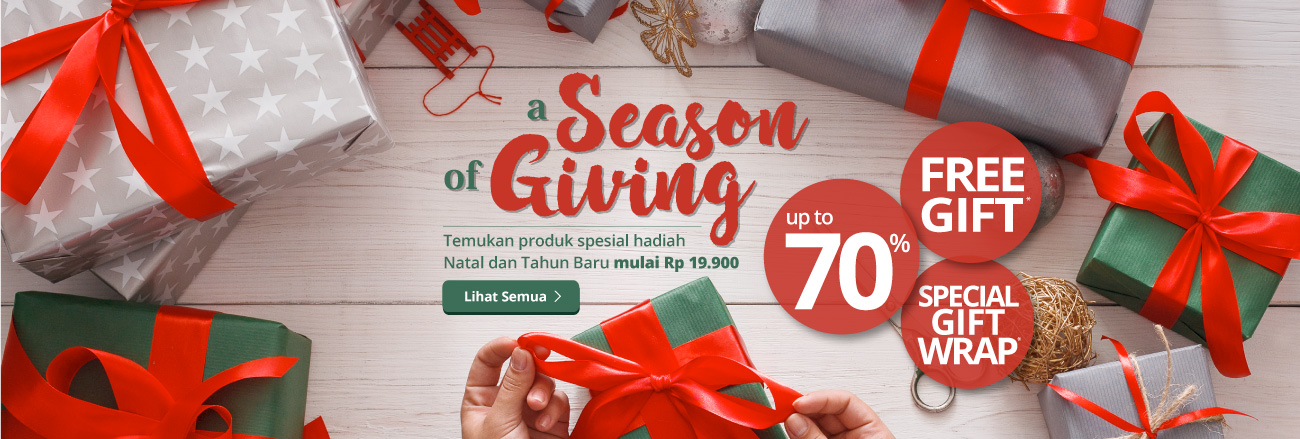 a Season
of Giving
Temukan produk spesial hadiah
Natal dan Tahun Baru mulai Rp 19.900
Lihat Semua >
up to
70%
FREE
GIFT*
SPECIAL
GIFT
WRAP*